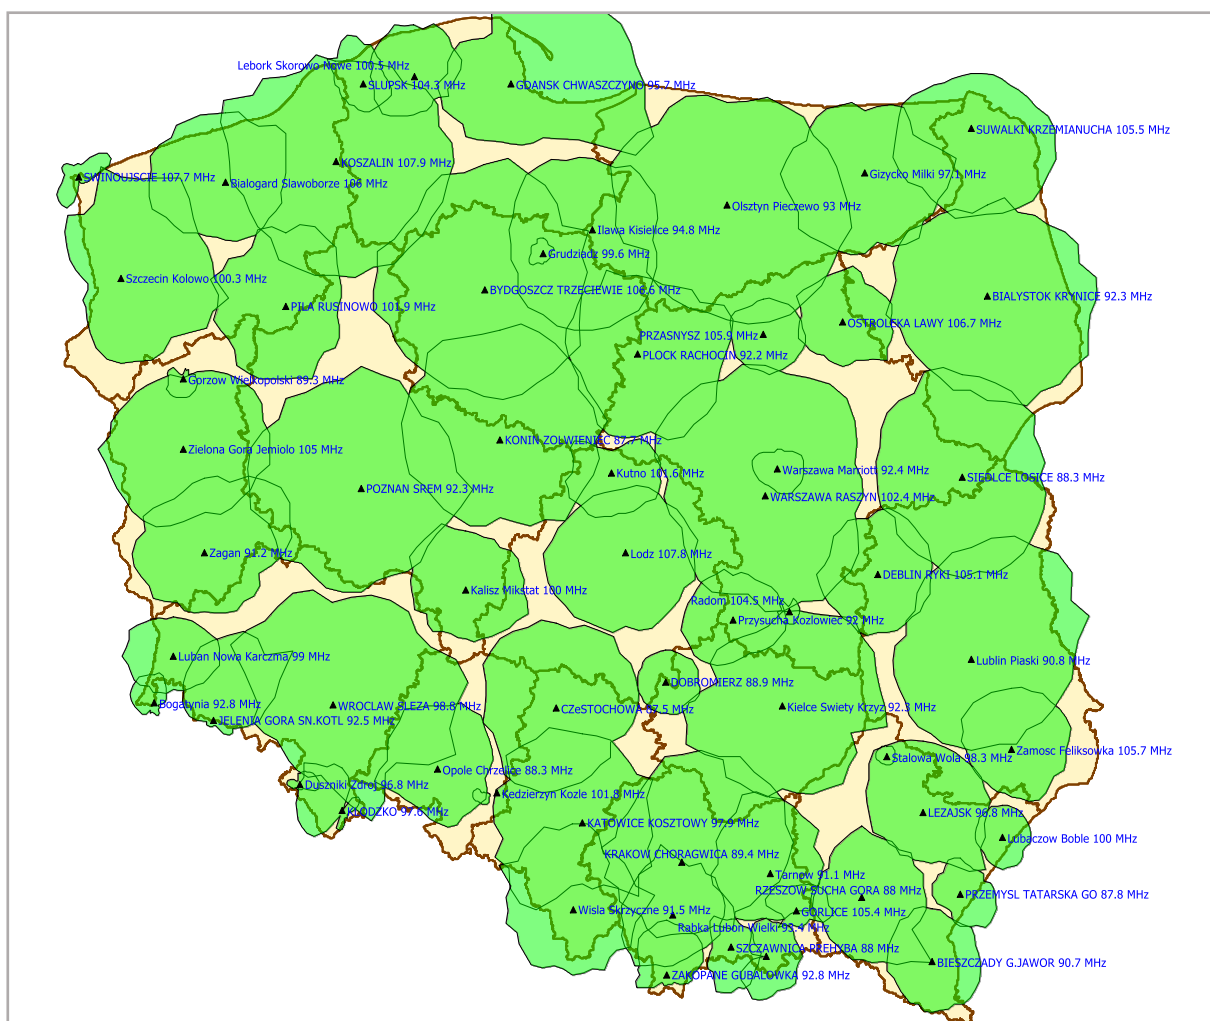 Lebork Skorowo Nowe 100.5 MHz
SLUPSK 104.3 MHz
GDANSK CHWASZCZYNO 95.7 MHz
SUWALKI KRZEMIANUCHA 105.5 MHz
KOSZALIN 107.9 MHz
SWINOUJSCIE 107.7 MHz
Bialogard Slawoborze 106 MHz
Gizycko Milki 97.1 MHz
Olsztyn Pieczewo 93 MHz
Ilawa Kisielice 94.8 MHz
Grudziadz 99.6 MHz
Szczecin Kolowo 100.3 MHz
BYDGOSZCZ TRZECIEWIE 106.6 MHz
BIALYSTOK KRYNICE 92.3 MHz
PILA RUSINOWO 101.9 MHz
OSTROLEKA LAWY 106.7 MHz
PRZASNYSZ 105.9 MHz
PLOCK RACHOCIN 92.2 MHz
Gorzow Wielkopolski 89.3 MHz
KONIN ZOLWIENIEC 87.7 MHz
Zielona Gora Jemiolo 105 MHz
Kutno 101.6 MHz
Warszawa Marriott 92.4 MHz
SIEDLCE LOSICE 88.3 MHz
POZNAN SREM 92.3 MHz
WARSZAWA RASZYN 102.4 MHz
Zagan 91.2 MHz
Lodz 107.8 MHz
DEBLIN RYKI 105.1 MHz
Kalisz Mikstat 100 MHz
Radom 104.5 MHz
Przysucha Kozlowiec 92 MHz
Luban Nowa Karczma 99 MHz
Lublin Piaski 90.8 MHz
DOBROMIERZ 88.9 MHz
Bogatynia 92.8 MHz
WROCLAW SLEZA 98.8 MHz
CZeSTOCHOWA 87.5 MHz
Kielce Swiety Krzyz 92.3 MHz
JELENIA GORA SN.KOTL 92.5 MHz
Zamosc Feliksowka 105.7 MHz
Stalowa Wola 98.3 MHz
Opole Chrzelice 88.3 MHz
Duszniki Zdroj 96.8 MHz
Kedzierzyn Kozle 101.8 MHz
KLODZKO 97.6 MHz
LEZAJSK 96.8 MHz
KATOWICE KOSZTOWY 97.9 MHz
Lubaczow Boble 100 MHz
KRAKOW CHORAGWICA 89.4 MHz
Tarnow 91.1 MHz
RZESZOW SUCHA GORA 88 MHz
PRZEMYSL TATARSKA GO 87.8 MHz
Wisla Skrzyczne 91.5 MHz
GORLICE 105.4 MHz
Rabka Lubon Wielki 93.4 MHz
SZCZAWNICA PREHYBA 88 MHz
BIESZCZADY G.JAWOR 90.7 MHz
ZAKOPANE GUBALOWKA 92.8 MHz